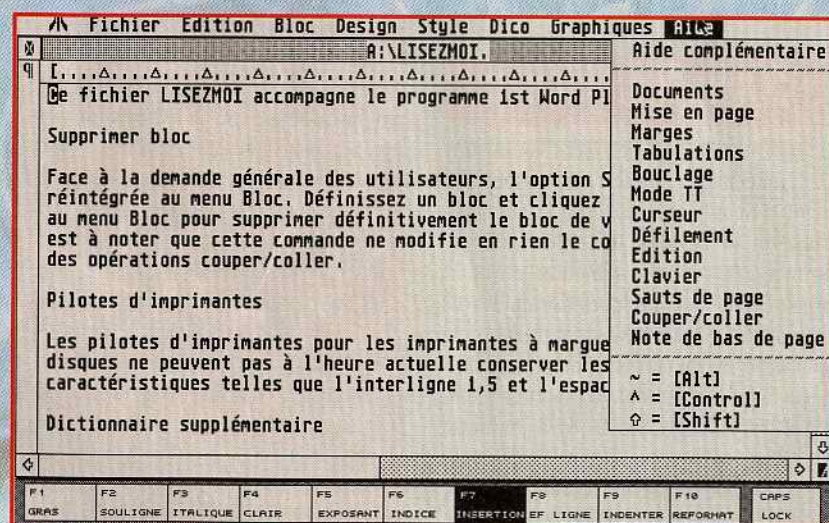 Fichier Edition Bloc Design Style Dico Graphiques Aide
A:\LISEZMOI.
Ce fichier LISEZMOI accompagne le programme 1st Word Pl
Supprimer bloc
Face à la demande générale des utilisateurs, l'option S
réintégrée au menu Bloc. Définissez un bloc et cliquez
au menu Bloc pour supprimer définitivement le bloc de v
est à noter que cette commande ne modifie en rien le co
des opérations couper/coller.
Pilotes d'imprimantes
Les pilotes d'imprimantes pour les imprimantes à margue
disques ne peuvent pas à l'heure actuelle conserver les
caractéristiques telles que l'interligne 1,5 et l'espac
Dictionnaire supplémentaire
Aide complémentaire
Documents
Mise en page
Marges
Tabulations
Bouclage
Mode TT
Curseur
Défilement
Edition
Clavier
Sauts de page
Couper/coller
Note de bas de page
~ = [Alt]
^ = [Control]
⇧ = [Shift]
F1 F2 F3 F4 F5 F6 F7 F8 F9 F10 CAPS
GRAS SOULIGNE ITALIQUE CLAIR EXPOSANT INDICE INSERTION EF LIGNE INDENTER REFORMAT LOCK